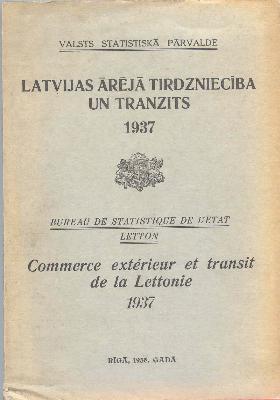 VALSTS STATISTISKĀ PĀRVALDE
LATVIJAS ĀRĒJĀ TIRDZNIECĪBA
UN TRANZITS
1937
BUREAU DE STATISTIQUE DE L'ÉTAT
LETTON
Commerce extérieur et transit
de la Lettonie
1937
RĪGĀ, 1938. GADĀ